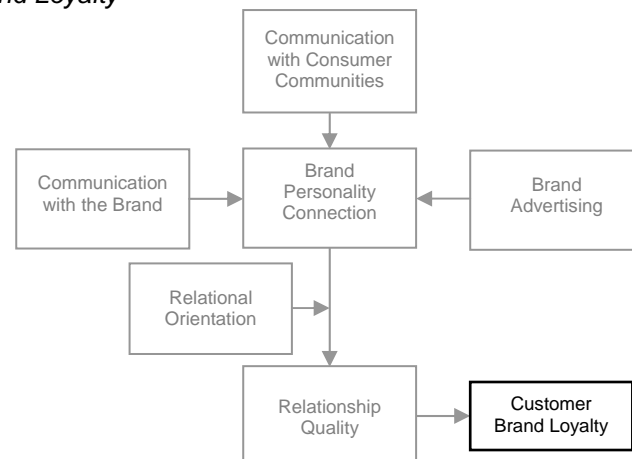 Loyalty
Communication
with Consumer
Communities
Communication
with the Brand
Brand
Personality
Connection
Brand
Advertising
Relational
Orientation
Relationship
Quality
Customer
Brand Loyalty